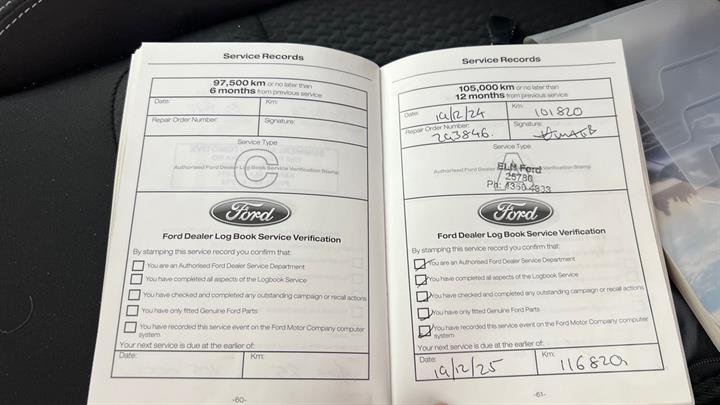 Service Records
97,500 km or no later than
6 months from previous service
Date:
Km:
Repair Order Number:
Signature:
Service Type
C
Authorised Ford Dealer Log Book Service Verification Stamp
Ford
Ford Dealer Log Book Service Verification
By stamping this service record you confirm that:
You are an Authorised Ford Dealer Service Department
You have completed all aspects of the Logbook Service
You have checked and completed any outstanding campaign or recall actions
You have only fitted Genuine Ford Parts
You have recorded this service event on the Ford Motor Company computer
system
Your next service is due at the earlier of:
Date:
Km:
-60-
Service Records
105,000 km or no later than
12 months from previous service
Date: 19/12/24
Km: 101820
Repair Order Number: 293846.
Signature:
Service Type
A
Authorised Ford Dealer Verification Stamp
ELM Ford
25786
Ph:
Ford
Ford Dealer Log Book Service Verification
By stamping this service record you confirm that:
You are an Authorised Ford Dealer Service Department
You have completed all aspects of the Logbook Service
You have checked and completed any outstanding campaign or recall actions
You have only fitted Genuine Ford Parts
You have recorded this service event on the Ford Motor Company computer
system
Your next service is due at the earlier of:
Date: 19/12/25
Km: 116820
-61-